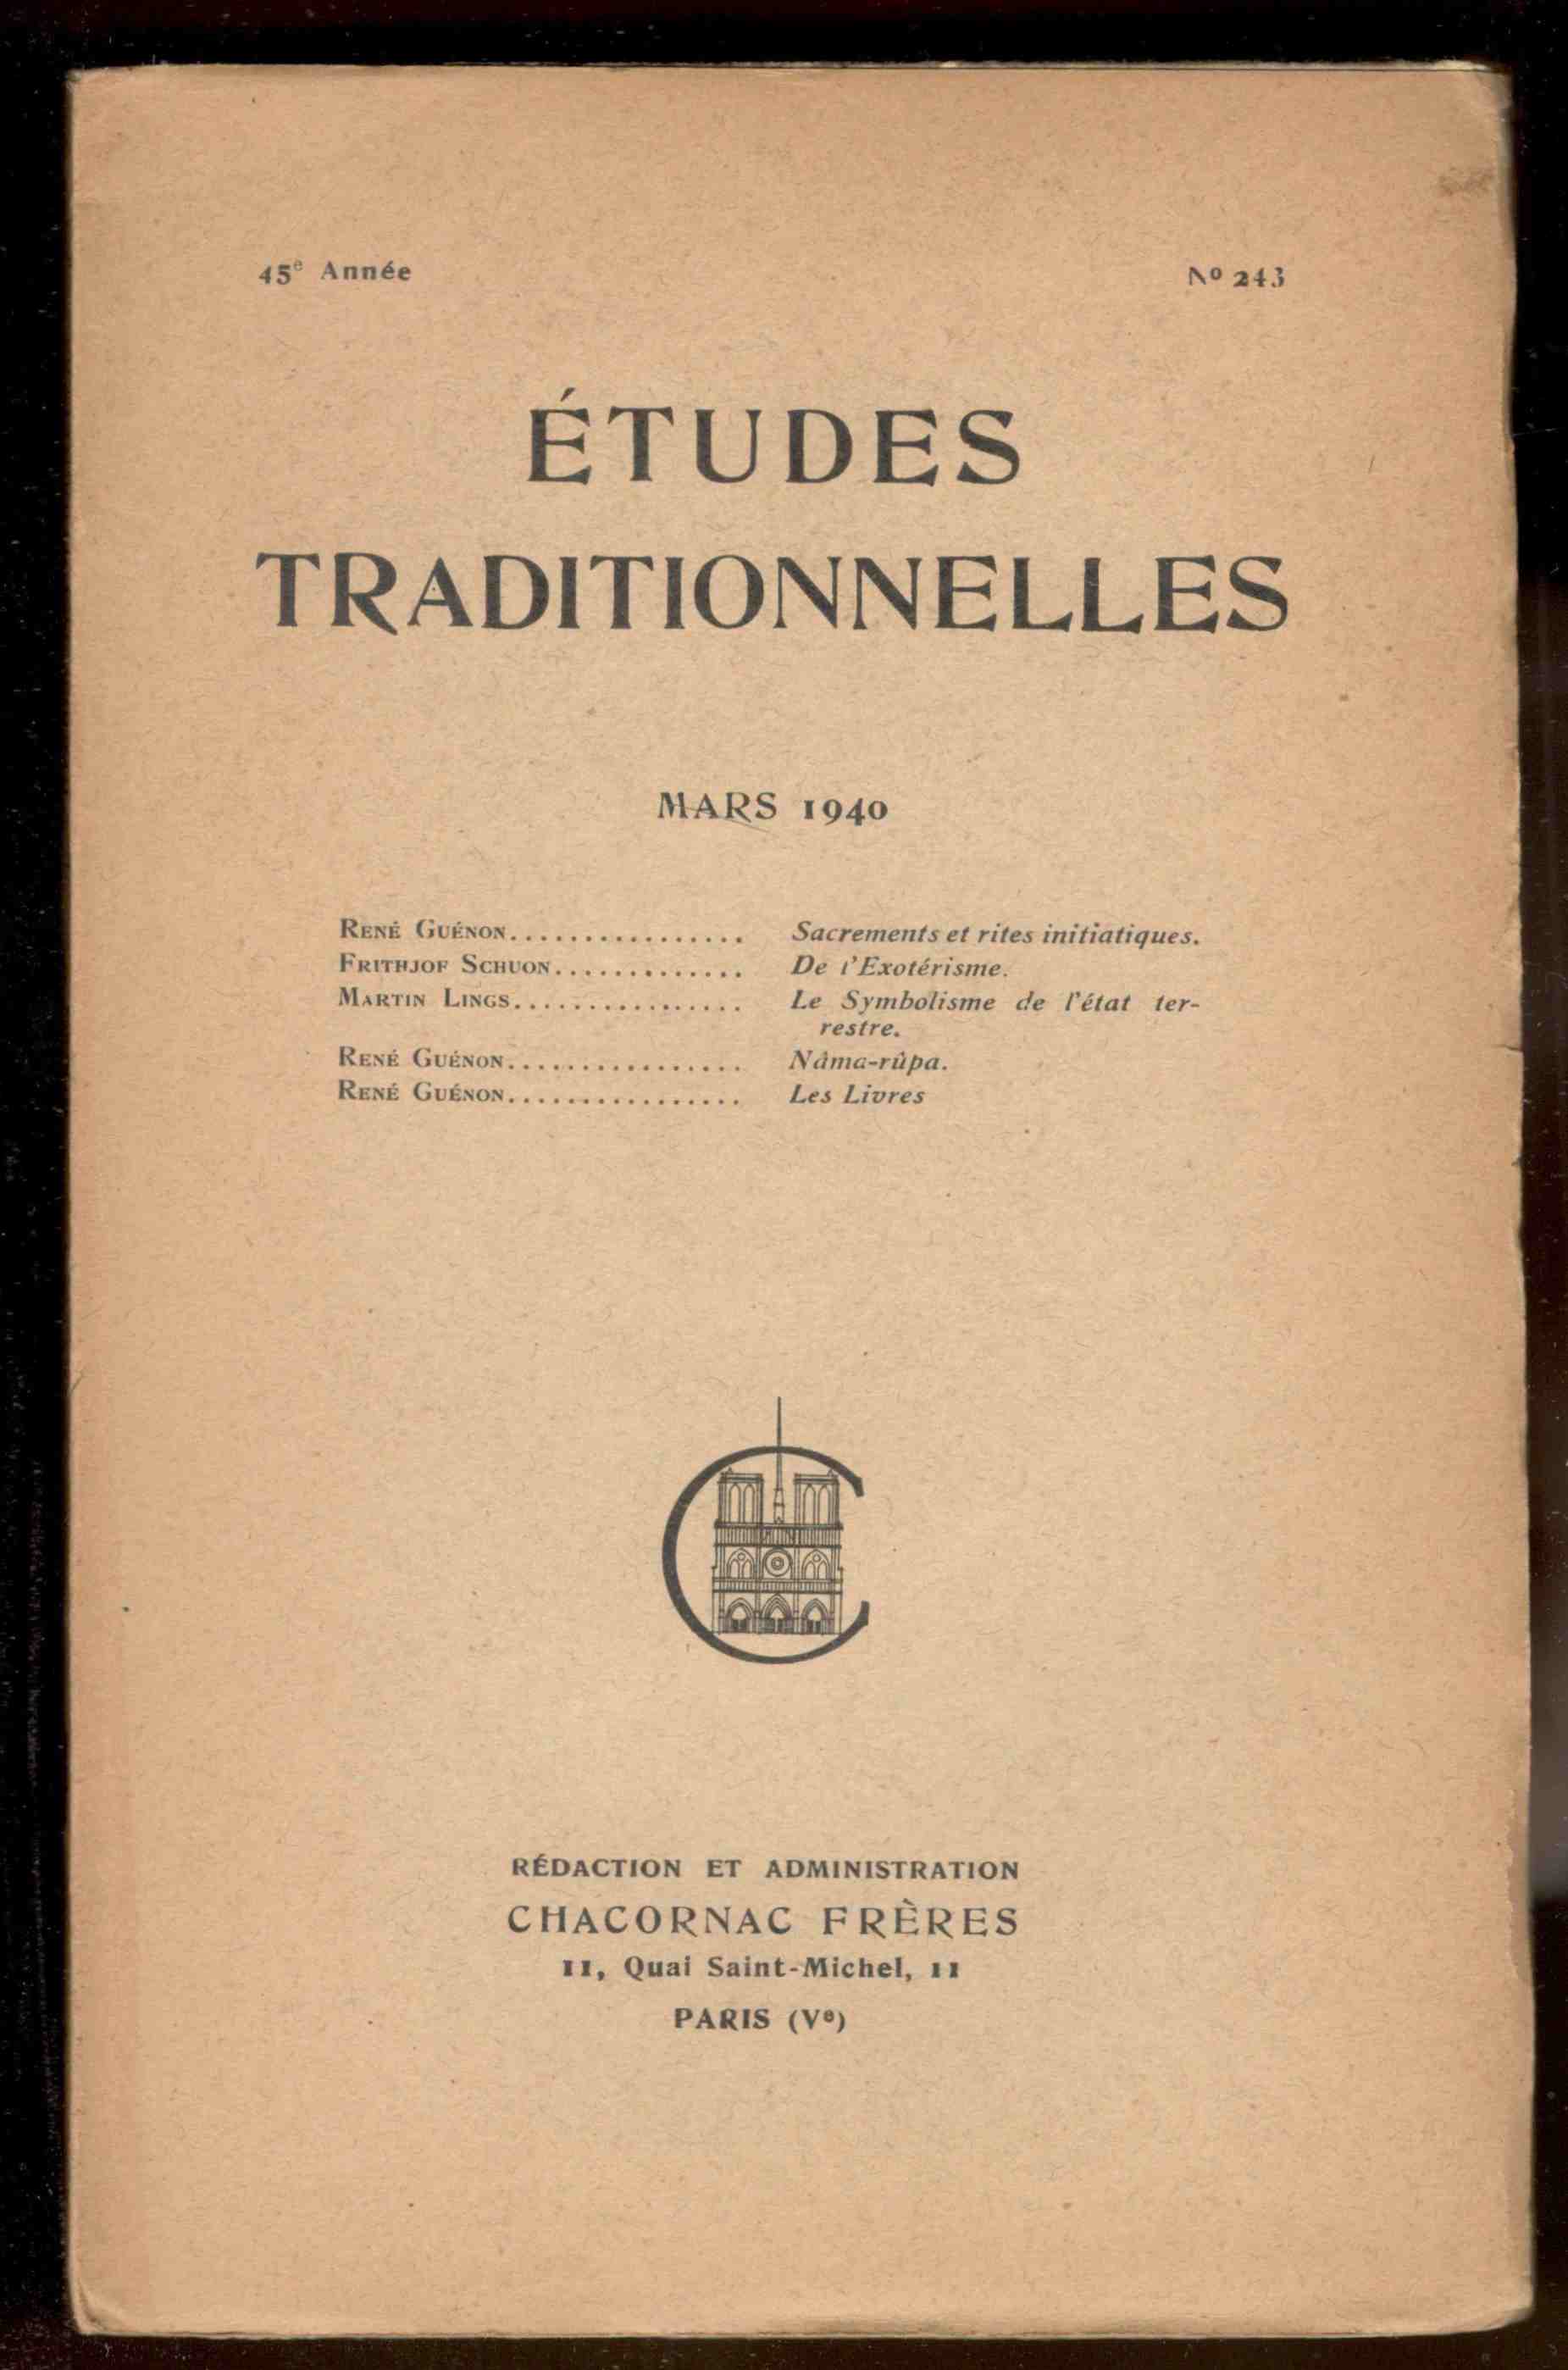 45e Année
No 243
ÉTUDES
TRADITIONNELLES
MARS 1940
RENÉ GUÉNON................ Sacrements et rites initiatiques.
FRITHJOF SCHUON............. De l'Exotérisme.
MARTIN LINGS................ Le Symbolisme de l'état ter-
restre.
RENÉ GUÉNON................ Nâma-rûpa.
RENÉ GUÉNON................ Les Livres
RÉDACTION ET ADMINISTRATION
CHACORNAC FRÈRES
11, Quai Saint-Michel, 11
PARIS (Ve)